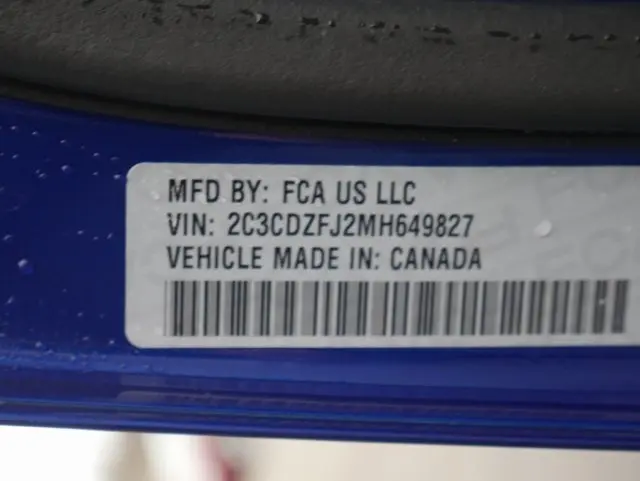 MFD BY: FCA US LLC
VIN: 2C3CDZFJ2MH649827
VEHICLE MADE IN: CANADA